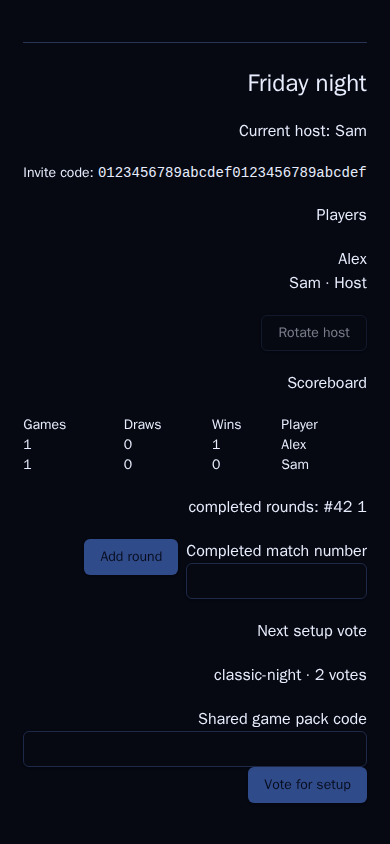 Friday night
Current host: Sam
Invite code: 0123456789abcdef0123456789abcdef
Players
Alex
Sam · Host
Rotate host
Scoreboard
Games Draws Wins Player
1 0 1 Alex
1 0 0 Sam
completed rounds: #42 1
Completed match number
Add round
Next setup vote
classic-night · 2 votes
Shared game pack code
Vote for setup